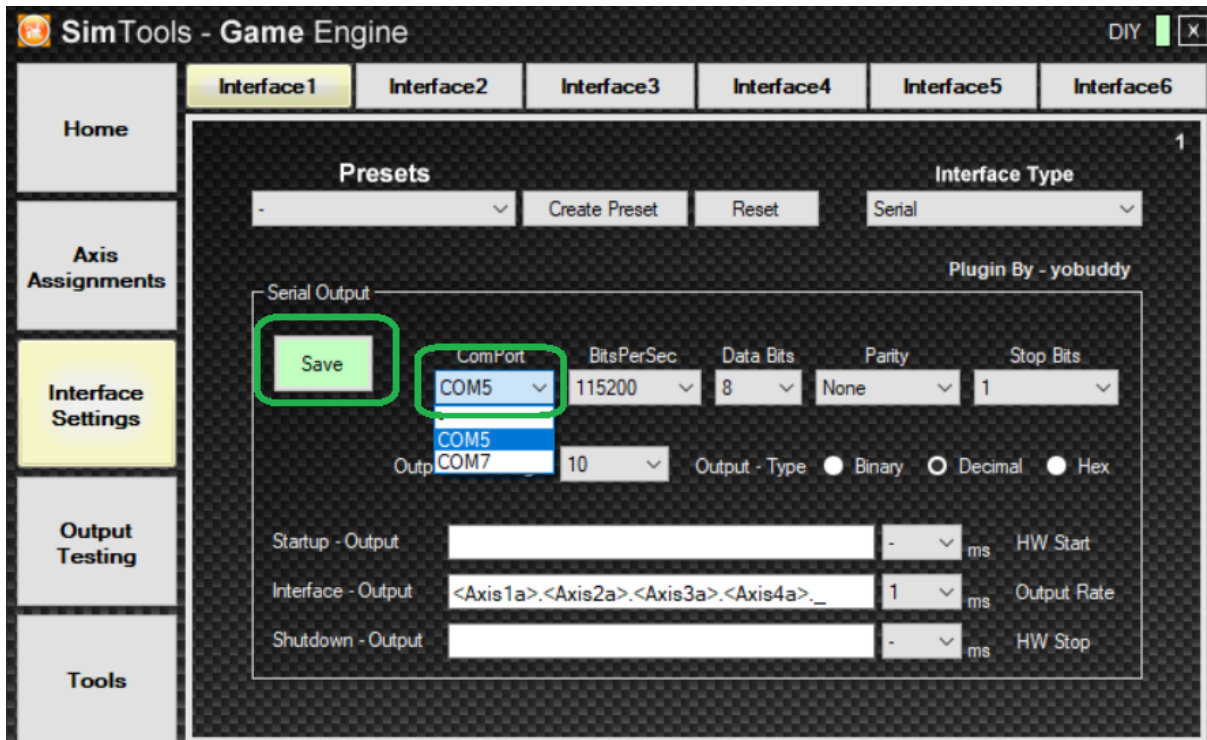 SimTools - Game Engine
DIY
X
Interface1 Interface2 Interface3 Interface4 Interface5 Interface6
Home
Axis
Assignments
Interface
Settings
Output
Testing
Tools
1
Presets
Interface Type
-
Create Preset
Reset
Serial
Plugin By - yobuddy
Serial Output
Save
ComPort BitsPerSec Data Bits Parity Stop Bits
COM5 115200 8 None 1
COM5
COM7
10
Output - Type Binary Decimal Hex
Startup - Output - ms HW Start
Interface - Output <Axis1a>.<Axis2a>.<Axis3a>.<Axis4a>._ 1 ms Output Rate
Shutdown - Output - ms HW Stop